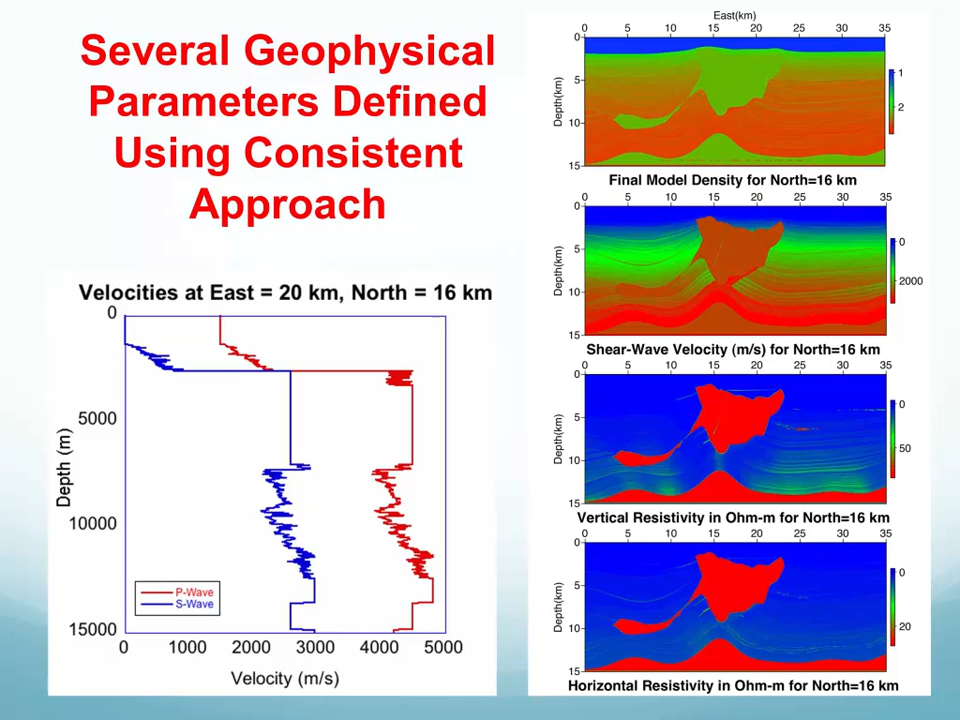 Several Geophysical
Parameters Defined
Using Consistent
Approach
Velocities at East = 20 km, North = 16 km
0
5000
10000
15000
Depth (m)
P-Wave
S-Wave
0 1000 2000 3000 4000 5000
Velocity (m/s)
East(km)
0 5 10 15 20 25 30 35
0
5
10
15
Depth(km)
1
2
Final Model Density for North=16 km
0 5 10 15 20 25 30 35
0
5
10
15
Depth(km)
0
2000
Shear-Wave Velocity (m/s) for North=16 km
0 5 10 15 20 25 30 35
0
5
10
15
Depth(km)
0
50
Vertical Resistivity in Ohm-m for North=16 km
0 5 10 15 20 25 30 35
0
5
10
15
Depth(km)
0
20
Horizontal Resistivity in Ohm-m for North=16 km